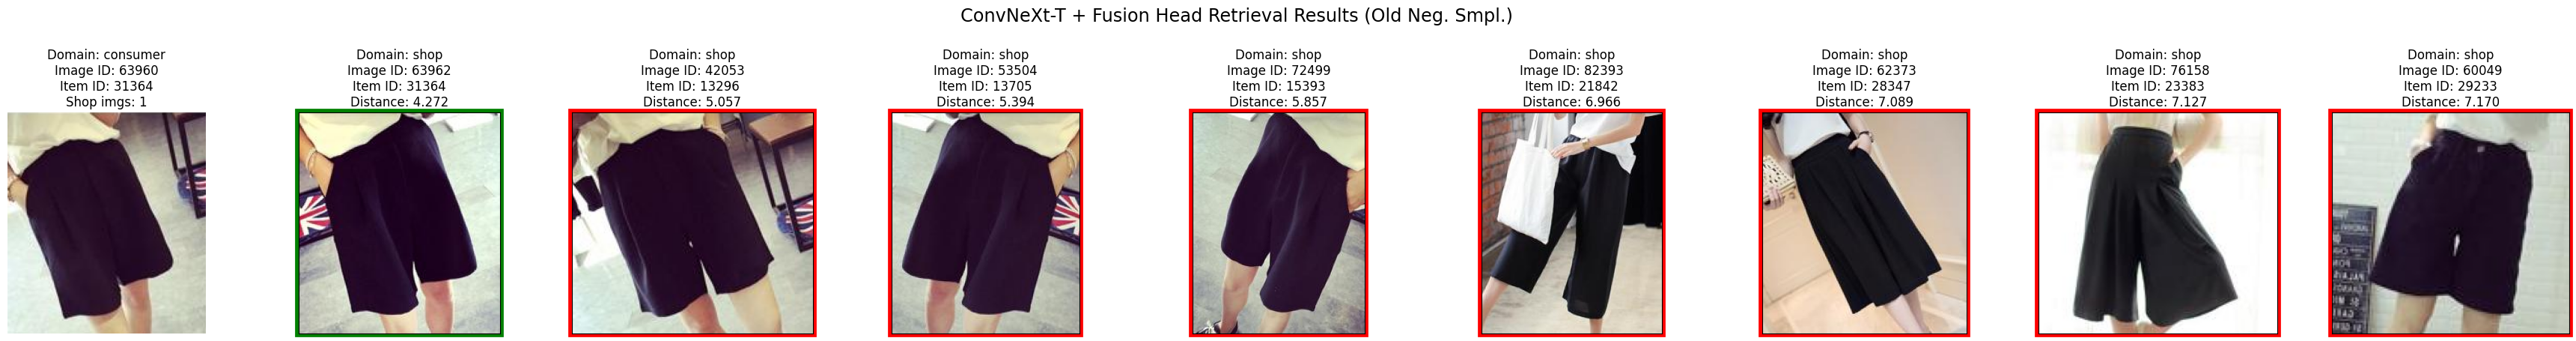 ConvNeXt-T + Fusion Head Retrieval Results (Old Neg. Smpl.)
Domain: consumer
Image ID: 63960
Item ID: 31364
Shop imgs: 1
Domain: shop
Image ID: 63962
Item ID: 31364
Distance: 4.272
Domain: shop
Image ID: 42053
Item ID: 13296
Distance: 5.057
Domain: shop
Image ID: 53504
Item ID: 13705
Distance: 5.394
Domain: shop
Image ID: 72499
Item ID: 15393
Distance: 5.857
Domain: shop
Image ID: 82393
Item ID: 21842
Distance: 6.966
Domain: shop
Image ID: 62373
Item ID: 28347
Distance: 7.089
Domain: shop
Image ID: 76158
Item ID: 23383
Distance: 7.127
Domain: shop
Image ID: 60049
Item ID: 29233
Distance: 7.170